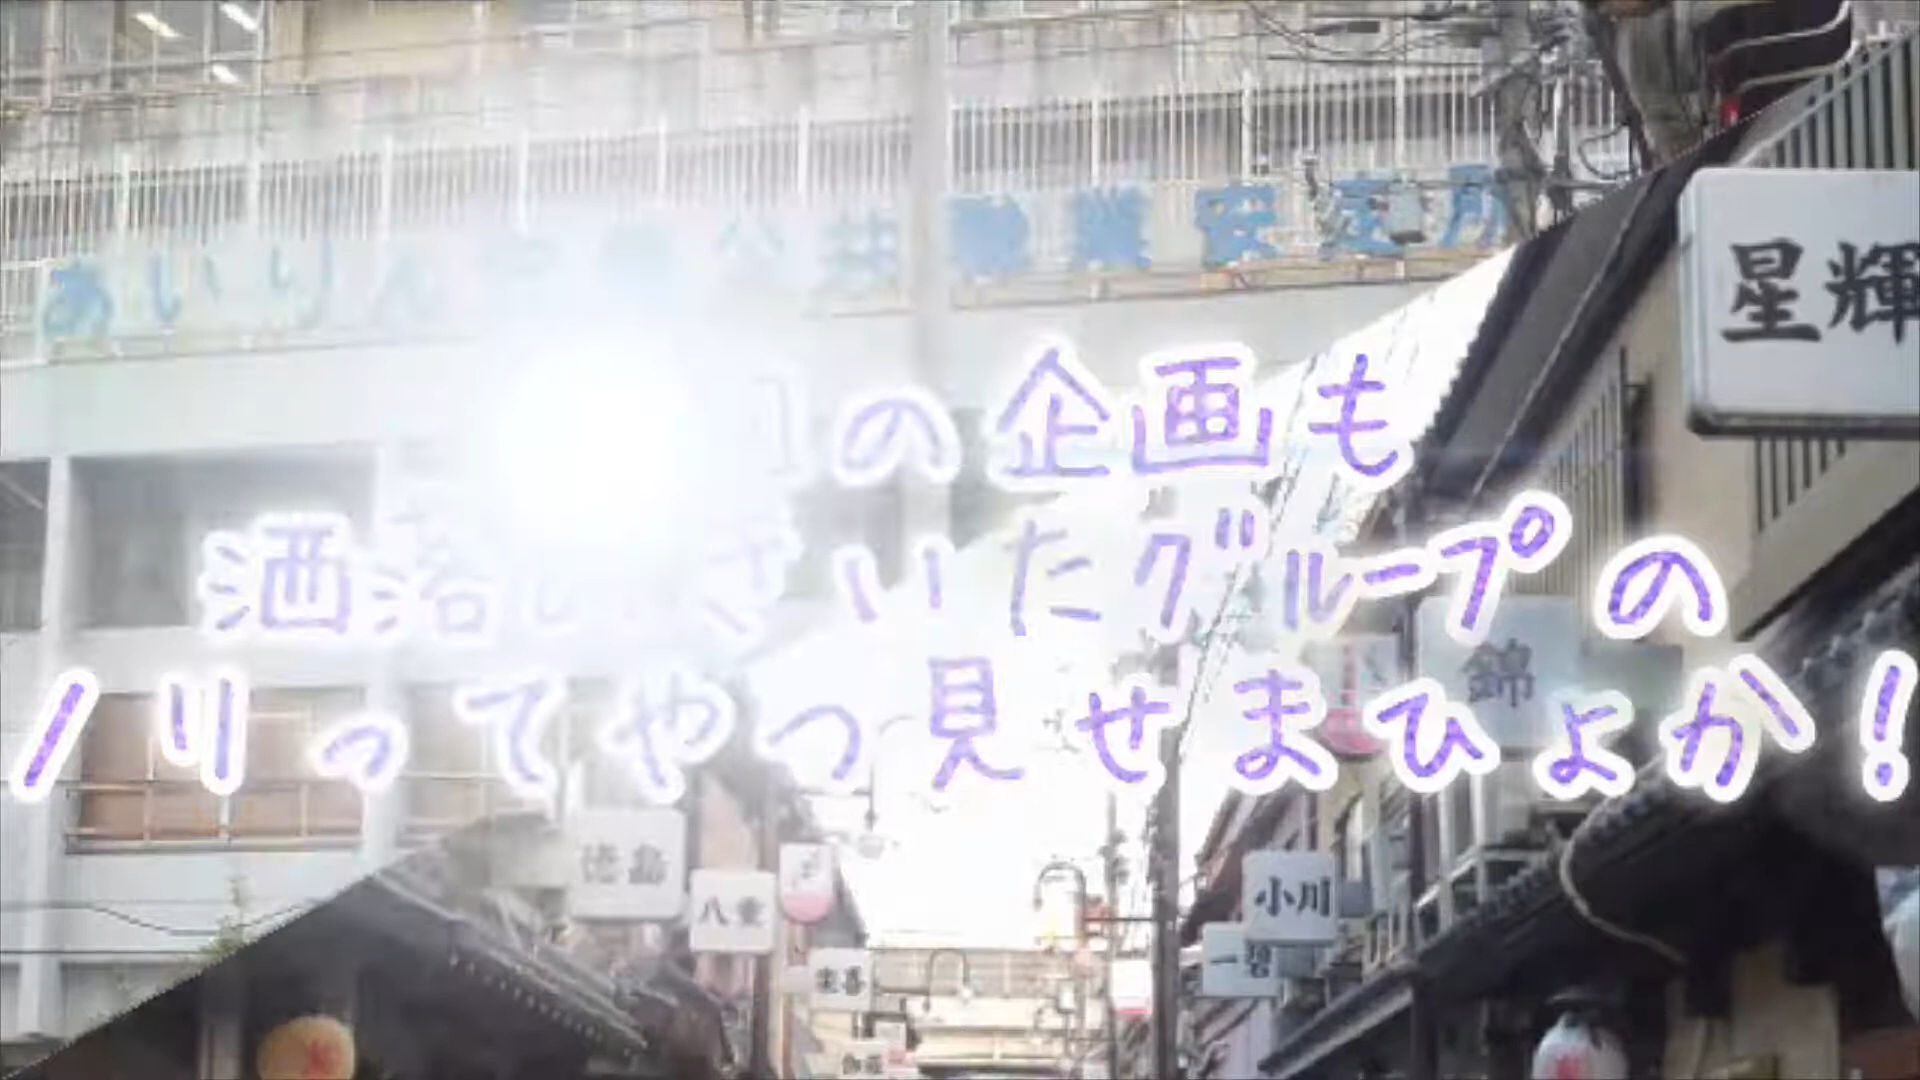 あいりん
公共職業安定所
星輝
の企画も
洒落
いたグループの
ノリってやつ見せまひょか!
錦
徳島
八重
小川
一碧